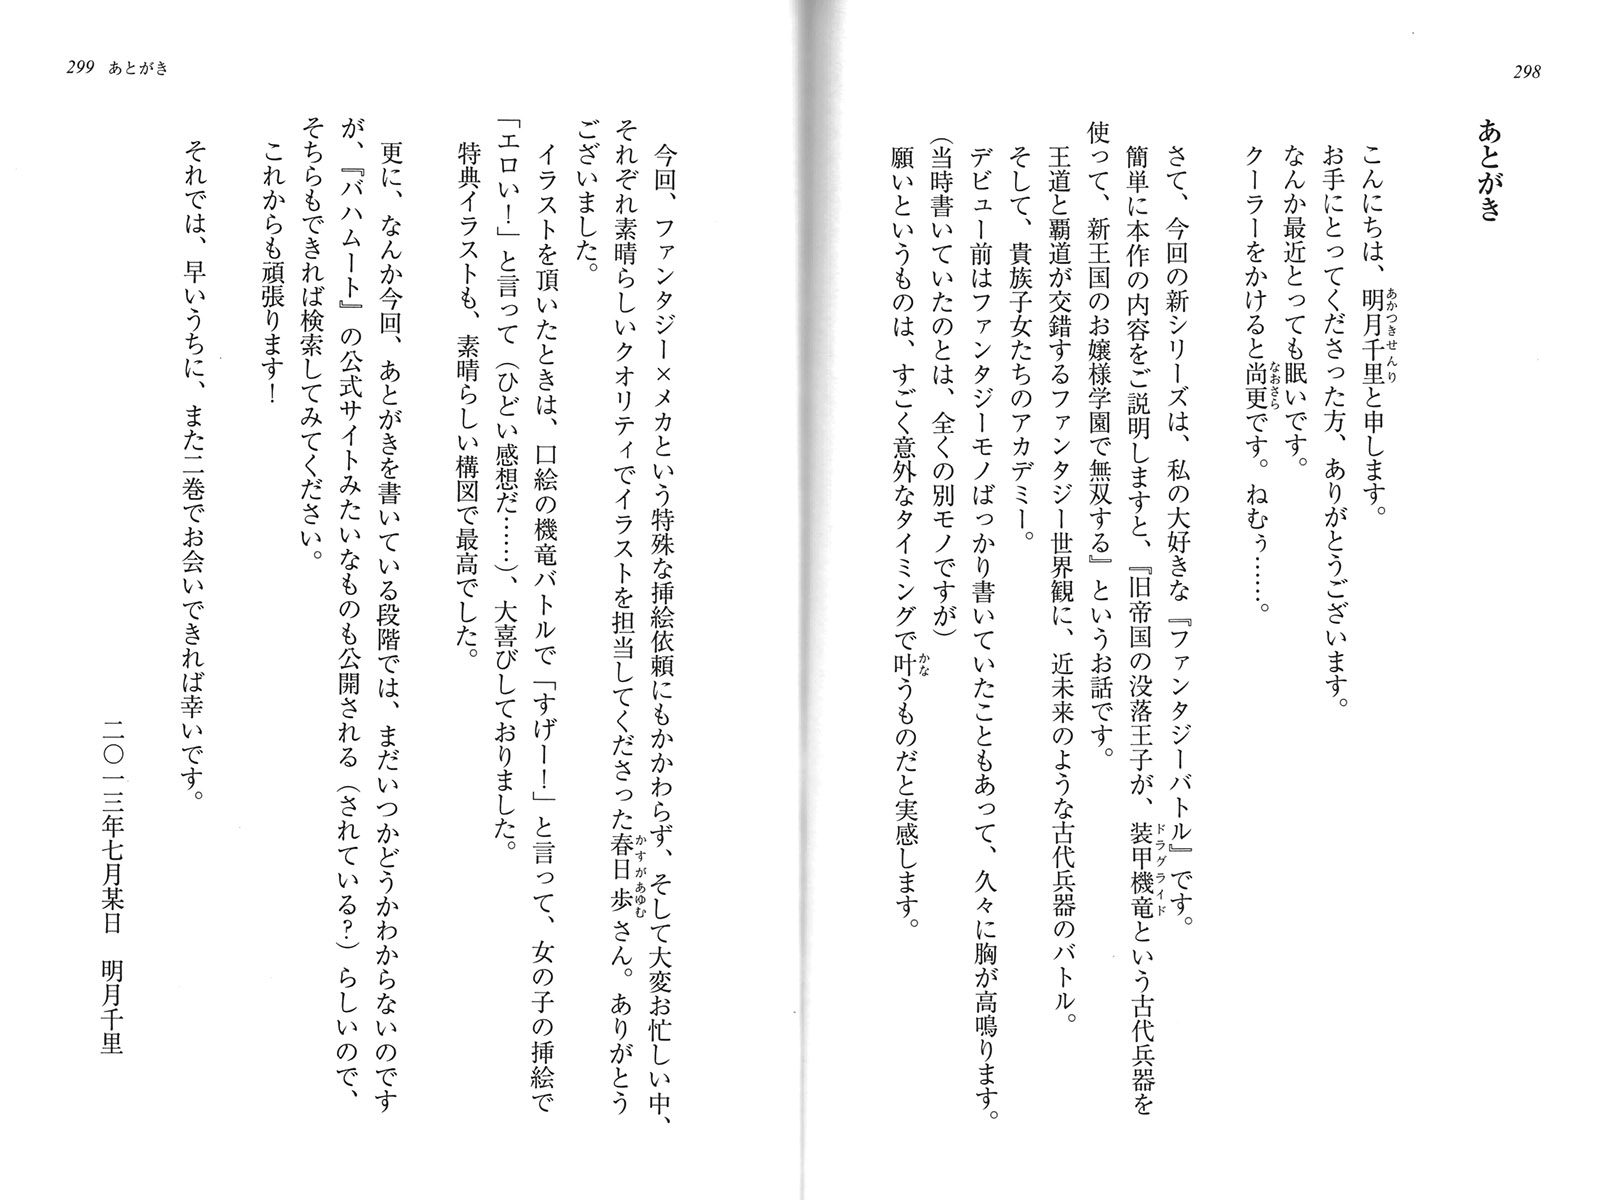 298
あとがき
こんにちは、明月千里と申します。
お手にとってくださった方、ありがとうございます。
なんか最近とっても眠いです。
クーラーをかけると尚更です。ねむぅ……。
さて、今回の新シリーズは、私の大好きな『ファンタジーバトル』です。
簡単に本作の内容をご説明しますと、『旧帝国の没落王子が、装甲機竜という古代兵器を
使って、新王国のお嬢様学園で無双する』というお話です。
王道と覇道が交錯するファンタジー世界観に、近未来のような古代兵器のバトル。
そして、貴族子女たちのアカデミー。
デビュー前はファンタジーモノばっかり書いていたこともあって、久々に胸が高鳴ります。
（当時書いていたのとは、全くの別モノですが）
願いというものは、すごく意外なタイミングで叶うものだと実感します。
299 あとがき
今回、ファンタジー×メカという特殊な挿絵依頼にもかかわらず、そして大変お忙しい中、
それぞれ素晴らしいクオリティでイラストを担当してくださった春日歩さん。ありがとう
ございました。
イラストを頂いたときは、口絵の機竜バトルで「すげー！」と言って、女の子の挿絵で
「エロい！」と言って（ひどい感想だ……）、大喜びしておりました。
特典イラストも、素晴らしい構図で最高でした。
更に、なんか今回、あとがきを書いている段階では、まだいつかどうかわからないのです
が、『バハムート』の公式サイトみたいなものも公開される（されている？）らしいので、
そちらもできれば検索してみてください。
これからも頑張ります！
それでは、早いうちに、また二巻でお会いできれば幸いです。
二〇一三年七月某日　明月千里